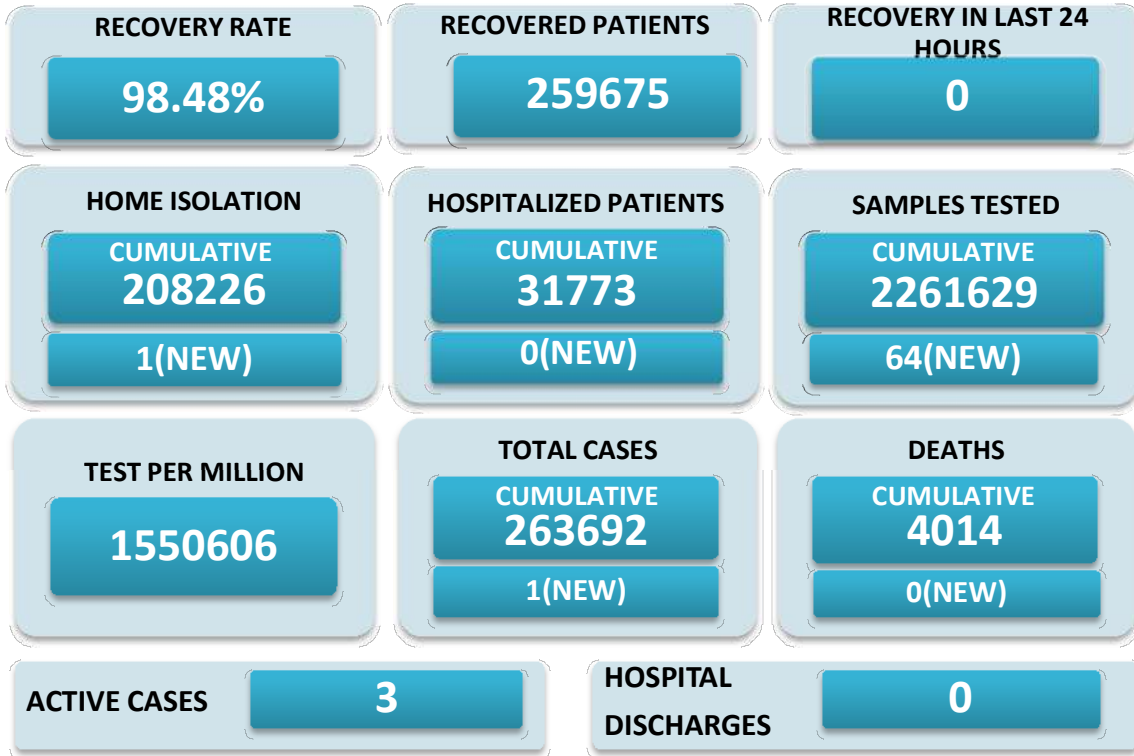 RECOVERY RATE
98.48%
RECOVERED PATIENTS
259675
RECOVERY IN LAST 24
HOURS
0
HOME ISOLATION
CUMULATIVE
208226
1(NEW)
HOSPITALIZED PATIENTS
CUMULATIVE
31773
0(NEW)
SAMPLES TESTED
CUMULATIVE
2261629
64(NEW)
TEST PER MILLION
1550606
TOTAL CASES
CUMULATIVE
263692
1(NEW)
DEATHS
CUMULATIVE
4014
0(NEW)
ACTIVE CASES
3
HOSPITAL
DISCHARGES
0